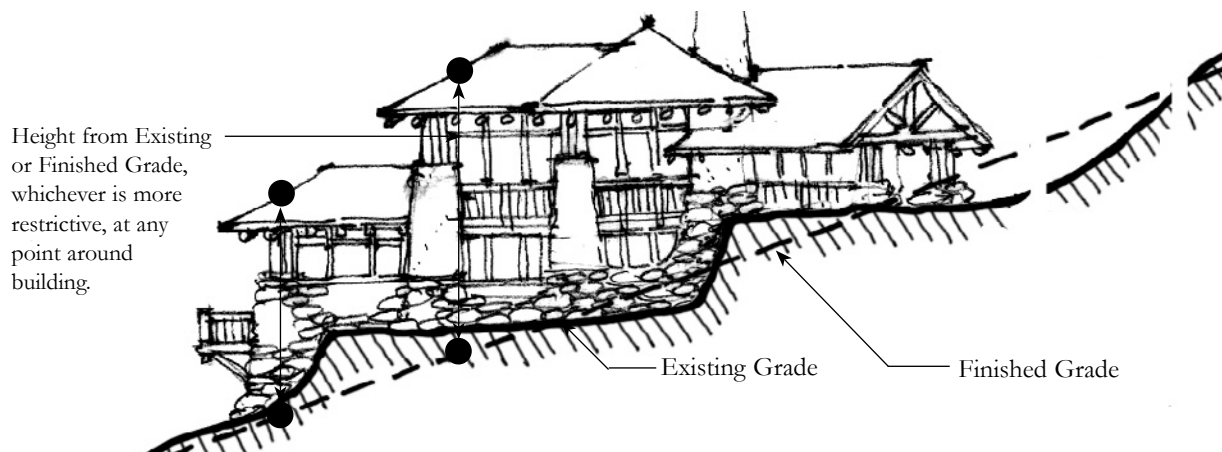 Height from Existing
or Finished Grade,
whichever is more
restrictive, at any
point around
building.
Existing Grade
Finished Grade